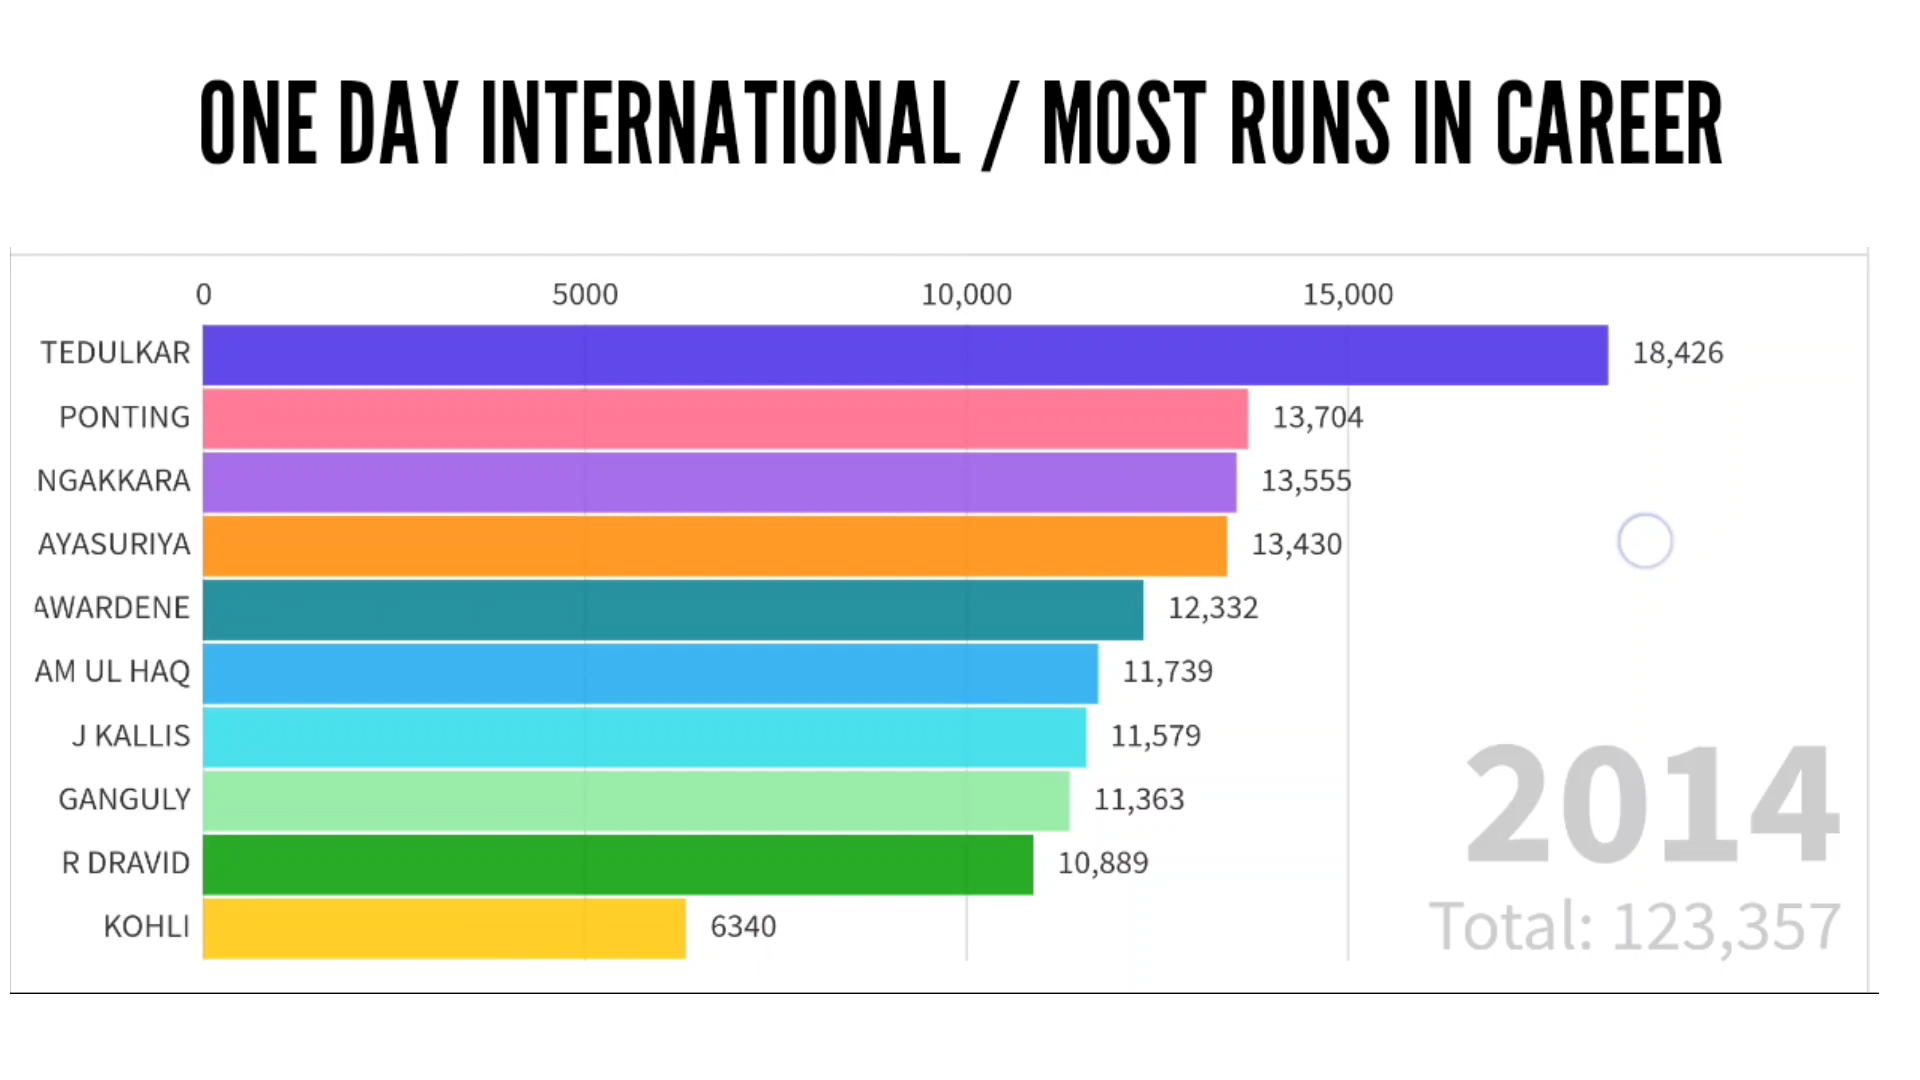 ONE DAY INTERNATIONAL / MOST RUNS IN CAREER
0 5000 10,000 15,000
TEDULKAR 18,426
PONTING 13,704
NGAKKARA 13,555
AYASURIYA 13,430
AWARDENE 12,332
AM UL HAQ 11,739
J KALLIS 11,579
GANGULY 11,363
R DRAVID 10,889
KOHLI 6340
2014
Total: 123,357